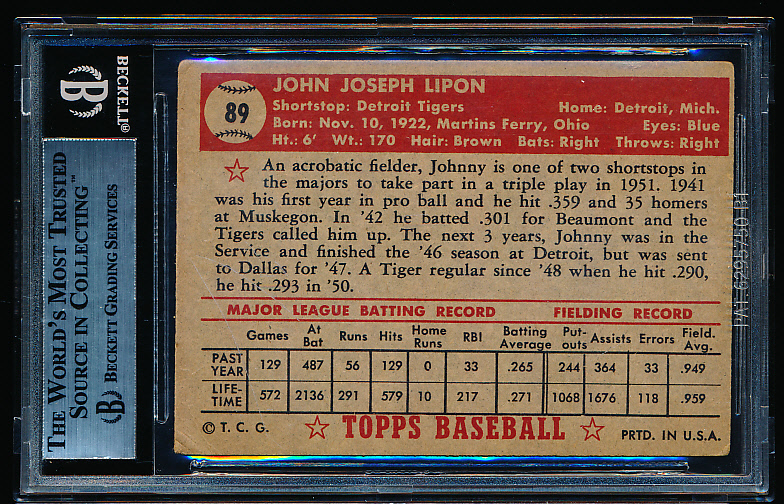 BECKETT®
THE WORLD'S MOST TRUSTED
SOURCE IN COLLECTING™
BECKETT GRADING SERVICES
B
89
JOHN JOSEPH LIPON
Shortstop: Detroit Tigers Home: Detroit, Mich.
Born: Nov. 10, 1922, Martins Ferry, Ohio Eyes: Blue
Ht.: 6' Wt.: 170 Hair: Brown Bats: Right Throws: Right
An acrobatic fielder, Johnny is one of two shortstops in
the majors to take part in a triple play in 1951. 1941
was his first year in pro ball and he hit .359 and 35 homers
at Muskegon. In '42 he batted .301 for Beaumont and the
Tigers called him up. The next 3 years, Johnny was in the
Service and finished the '46 season at Detroit, but was sent
to Dallas for '47. A Tiger regular since '48 when he hit .290,
he hit .293 in '50.
MAJOR LEAGUE BATTING RECORD FIELDING RECORD
Games At Bat Runs Hits Home Runs RBI Batting Average Put-outs Assists Errors Field. Avg.
PAST YEAR 129 487 56 129 0 33 .265 244 364 33 .949
LIFE-TIME 572 2136 291 579 10 217 .271 1068 1676 118 .959
© T. C. G. TOPPS BASEBALL PRTD. IN U.S.A.